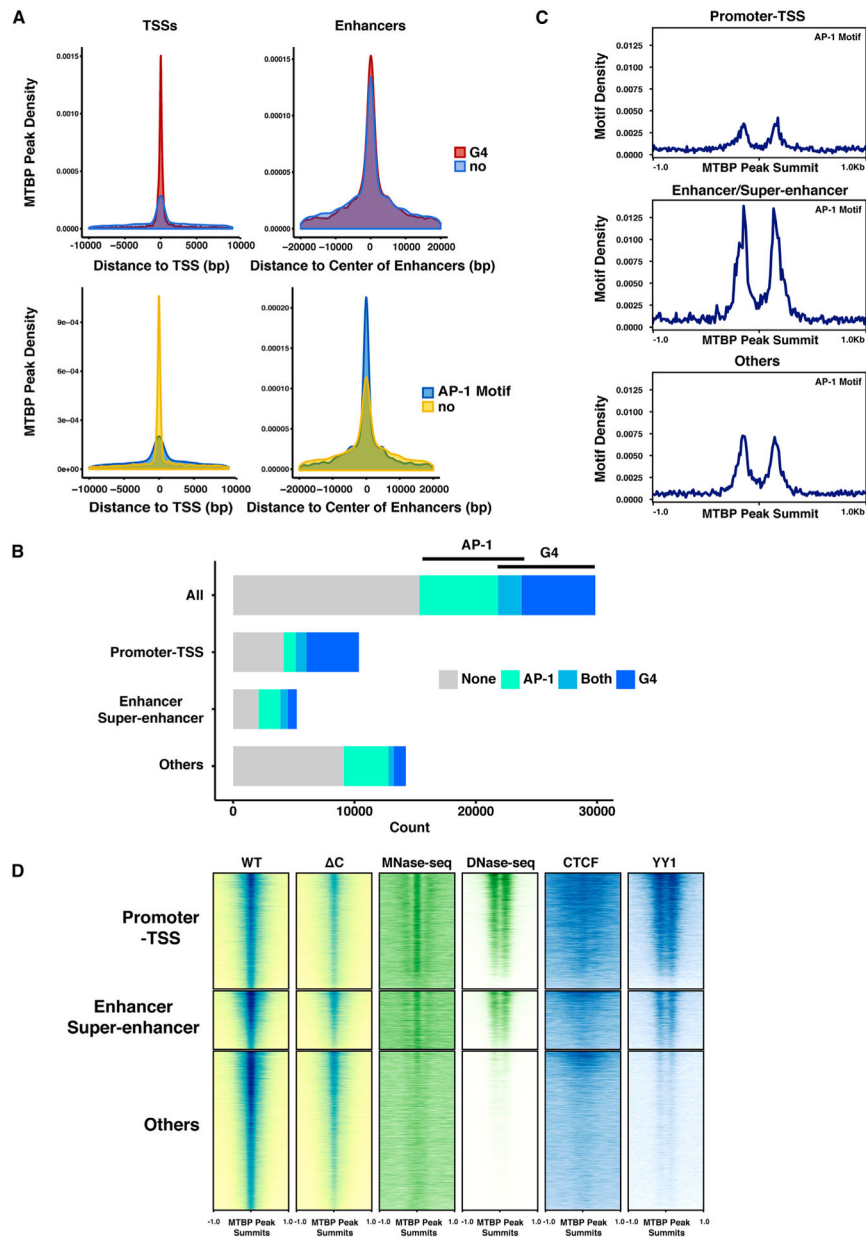 A
TSSs
Enhancers
MTBP Peak Density
0.0015
0.0010
0.0005
0.0000
0.00015
0.00010
0.00005
0.00000
G4
no
−10000 −5000 0 5000 10000
−20000 −10000 0 10000 20000
Distance to TSS (bp)
Distance to Center of Enhancers (bp)
MTBP Peak Density
9e−04
6e−04
3e−04
0e+00
0.00020
0.00015
0.00010
0.00005
0.00000
AP-1 Motif
no
−10000 −5000 0 5000 10000
−20000 −10000 0 10000 20000
Distance to TSS (bp)
Distance to Center of Enhancers (bp)
C
Promoter-TSS
AP-1 Motif
Motif Density
0.0125
0.0100
0.0075
0.0050
0.0025
0.0000
-1.0 MTBP Peak Summit 1.0Kb
Enhancer/Super-enhancer
AP-1 Motif
Motif Density
0.0125
0.0100
0.0075
0.0050
0.0025
0.0000
-1.0 MTBP Peak Summit 1.0Kb
Others
AP-1 Motif
Motif Density
0.0125
0.0100
0.0075
0.0050
0.0025
0.0000
-1.0 MTBP Peak Summit 1.0Kb
B
AP-1
G4
All
Promoter-TSS
Enhancer
Super-enhancer
Others
None AP-1 Both G4
0 10000 20000 30000
Count
D
WT ΔC MNase-seq DNase-seq CTCF YY1
Promoter
-TSS
Enhancer
Super-enhancer
Others
-1.0 MTBP Peak 1.0 -1.0 MTBP Peak 1.0 -1.0 MTBP Peak 1.0 -1.0 MTBP Peak 1.0 -1.0 MTBP Peak 1.0 -1.0 MTBP Peak 1.0
Summits Summits Summits Summits Summits Summits